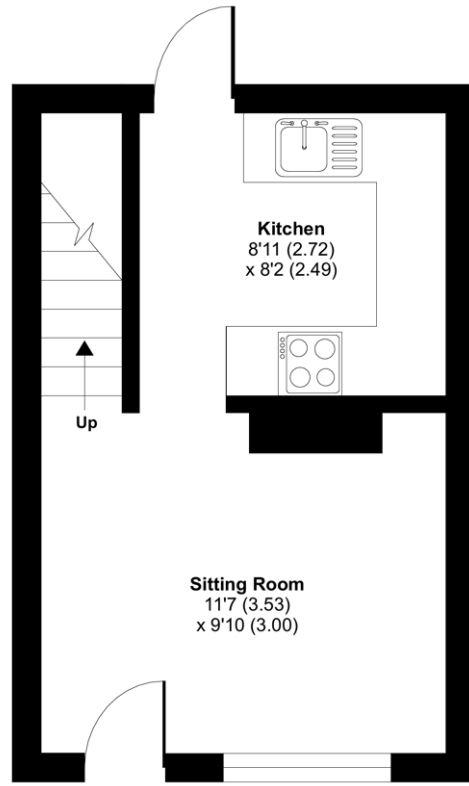 Kitchen
8'11 (2.72)
x 8'2 (2.49)
Up
Sitting Room
11'7 (3.53)
x 9'10 (3.00)